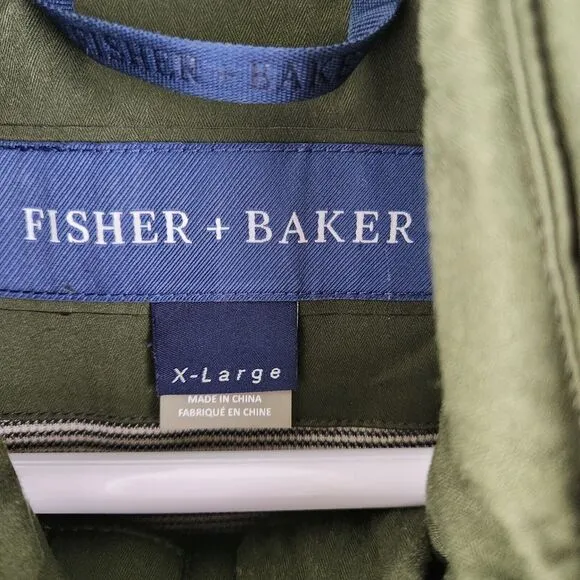 FISHER + BAKER
FISHER + BAKER
X-Large
MADE IN CHINA
FABRIQUÉ EN CHINE